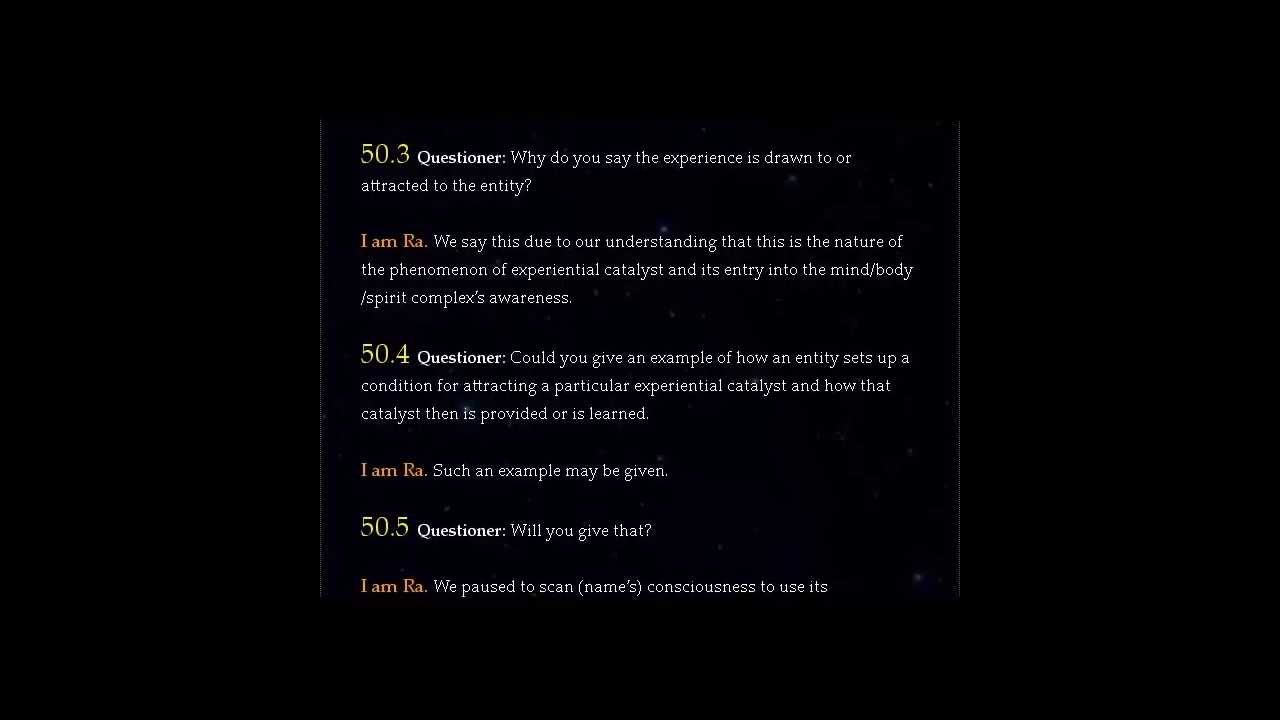 50.3 Questioner: Why do you say the experience is drawn to or
attracted to the entity?
I am Ra. We say this due to our understanding that this is the nature of
the phenomenon of experiential catalyst and its entry into the mind/body
/spirit complex's awareness.
50.4 Questioner: Could you give an example of how an entity sets up a
condition for attracting a particular experiential catalyst and how that
catalyst then is provided or is learned.
I am Ra. Such an example may be given.
50.5 Questioner: Will you give that?
I am Ra. We paused to scan (name's) consciousness to use its